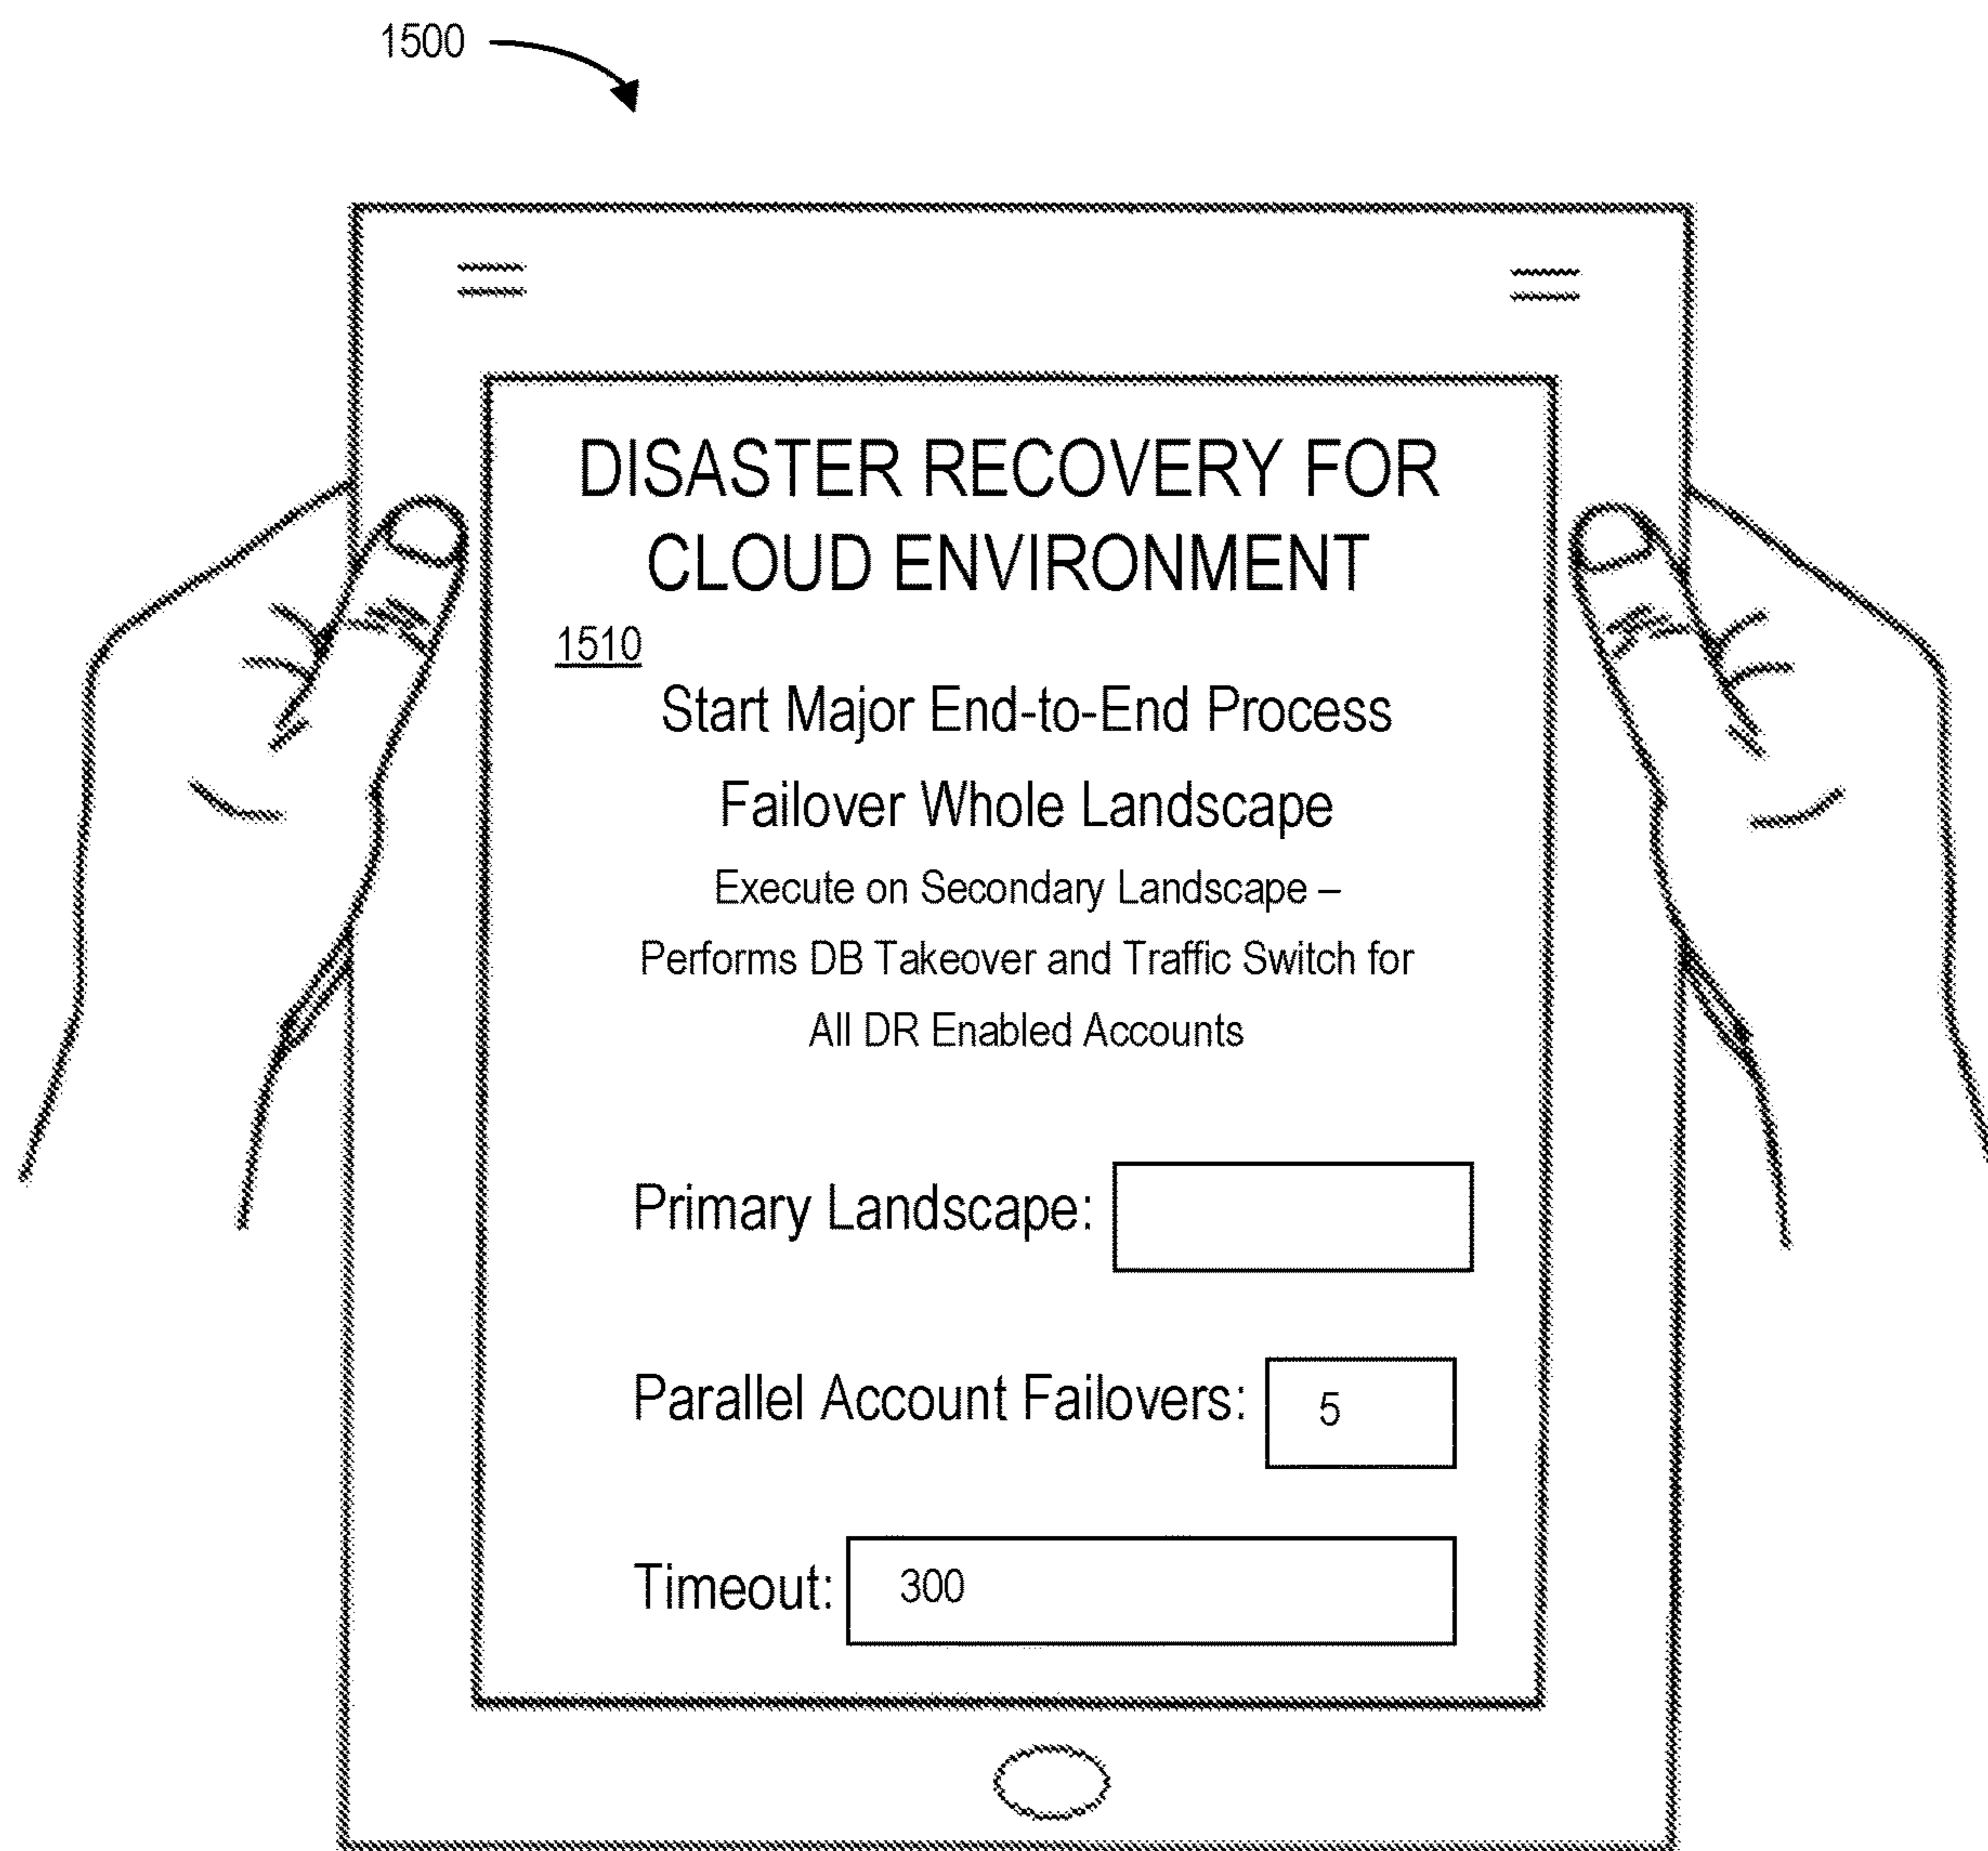 1500
DISASTER RECOVERY FOR
CLOUD ENVIRONMENT
1510
Start Major End-to-End Process
Failover Whole Landscape
Execute on Secondary Landscape –
Performs DB Takeover and Traffic Switch for
All DR Enabled Accounts
Primary Landscape:
Parallel Account Failovers: 5
Timeout: 300